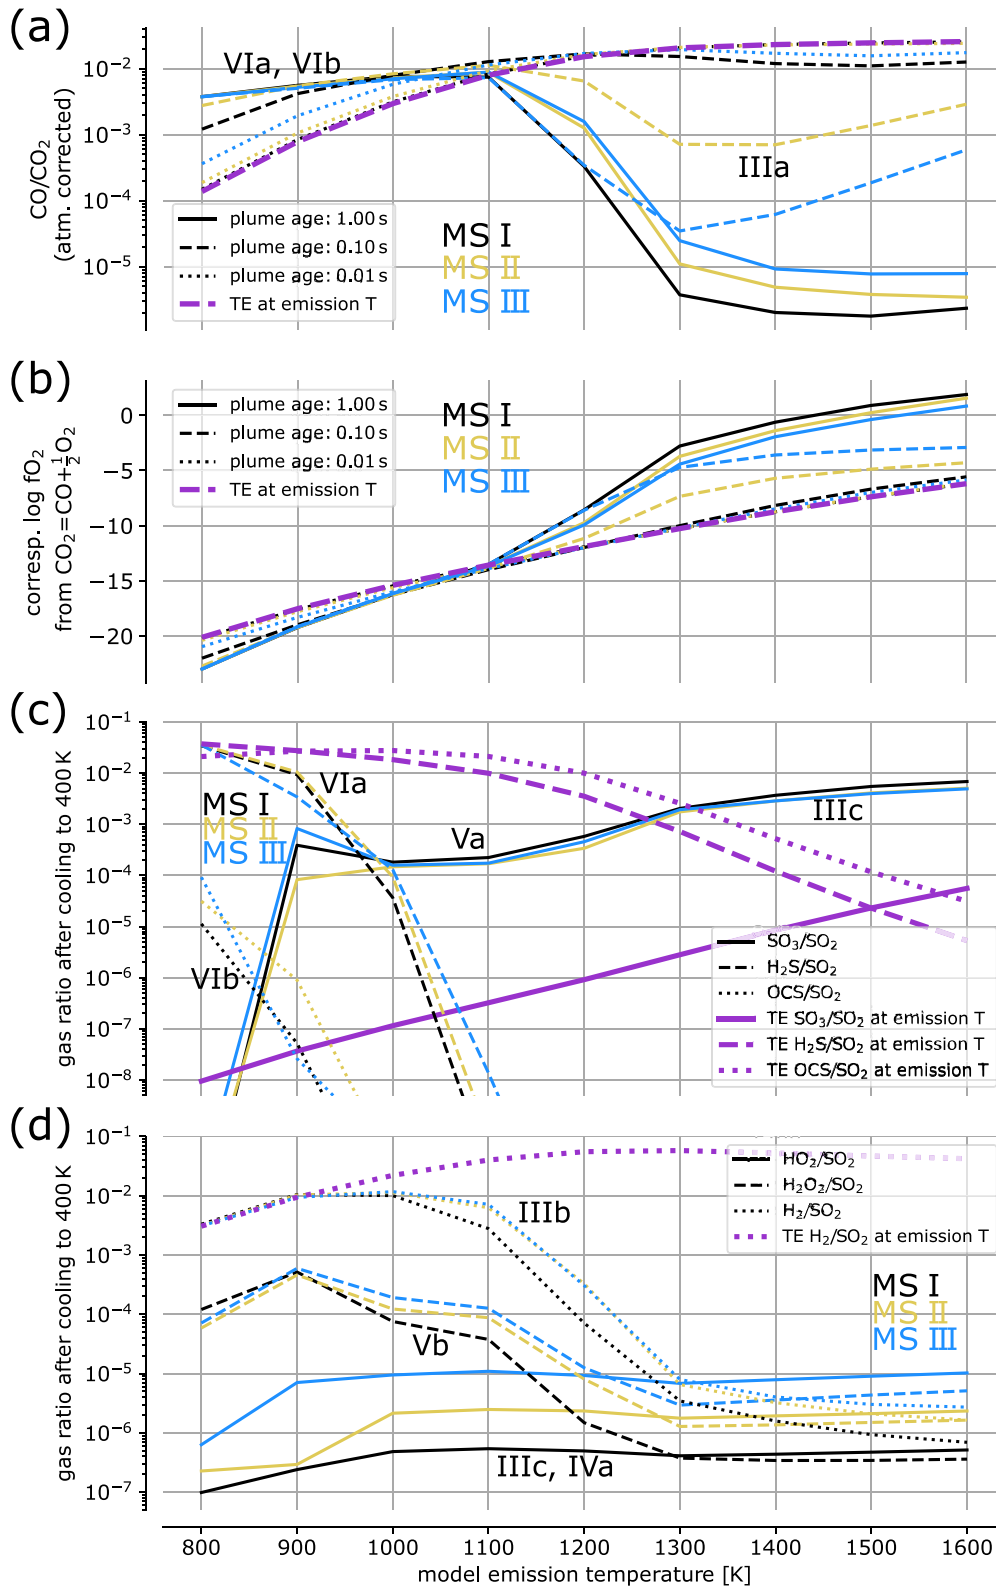 (a)
CO/CO₂
(atm. corrected)
10⁻²
10⁻³
10⁻⁴
10⁻⁵
VIa, VIb
IIIa
plume age: 1.00 s
plume age: 0.10 s
plume age: 0.01 s
TE at emission T
MS I
MS II
MS III
(b)
corresp. log fO₂
from CO₂=CO+½O₂
0
−5
−10
−15
−20
plume age: 1.00 s
plume age: 0.10 s
plume age: 0.01 s
TE at emission T
MS I
MS II
MS III
(c)
gas ratio after cooling to 400 K
10⁻¹
10⁻²
10⁻³
10⁻⁴
10⁻⁵
10⁻⁶
10⁻⁷
10⁻⁸
MS I
MS II
MS III
VIa
Va
IIIc
VIb
SO₃/SO₂
H₂S/SO₂
OCS/SO₂
TE SO₃/SO₂ at emission T
TE H₂S/SO₂ at emission T
TE OCS/SO₂ at emission T
(d)
gas ratio after cooling to 400 K
10⁻¹
10⁻²
10⁻³
10⁻⁴
10⁻⁵
10⁻⁶
10⁻⁷
HO₂/SO₂
H₂O₂/SO₂
H₂/SO₂
TE H₂/SO₂ at emission T
IIIb
Vb
IIIc, IVa
MS I
MS II
MS III
800 900 1000 1100 1200 1300 1400 1500 1600
model emission temperature [K]